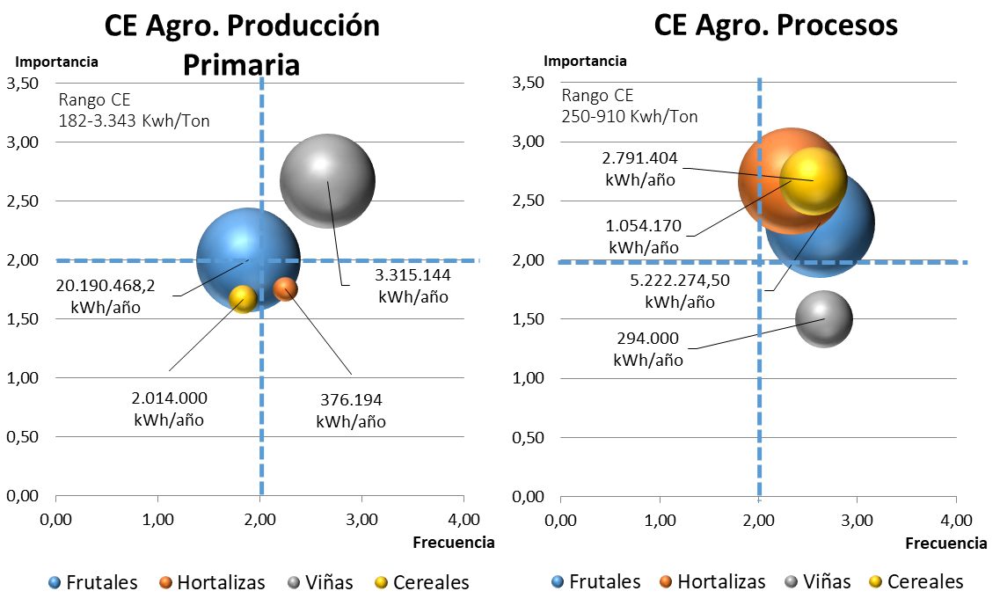 CE Agro. Producción
Primaria
Importancia
3,50
Rango CE
182-3.343 Kwh/Ton
3,00
2,50
2,00
20.190.468,2
kWh/año
3.315.144
kWh/año
1,50
1,00
2.014.000
kWh/año
376.194
kWh/año
0,50
0,00
0,00 1,00 2,00 3,00 4,00
Frecuencia
Frutales Hortalizas Viñas Cereales
CE Agro. Procesos
Importancia
3,50
Rango CE
250-910 Kwh/Ton
3,00
2.791.404
kWh/año
2,50
1.054.170
kWh/año
2,00
5.222.274,50
kWh/año
1,50
294.000
kWh/año
1,00
0,50
0,00
0,00 1,00 2,00 3,00 4,00
Frecuencia
Frutales Hortalizas Viñas Cereales